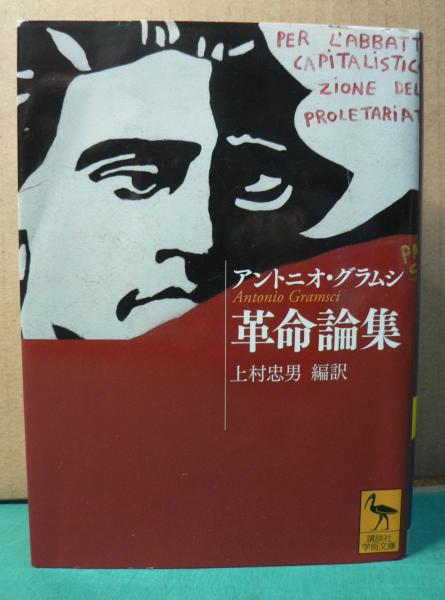 PER L'ABBATT
CAPITALISTIC
ZIONE DEL
PROLETARIAT
アントニオ・グラムシ
Antonio Gramsci
革命論集
上村忠男 編訳
講談社
学術文庫